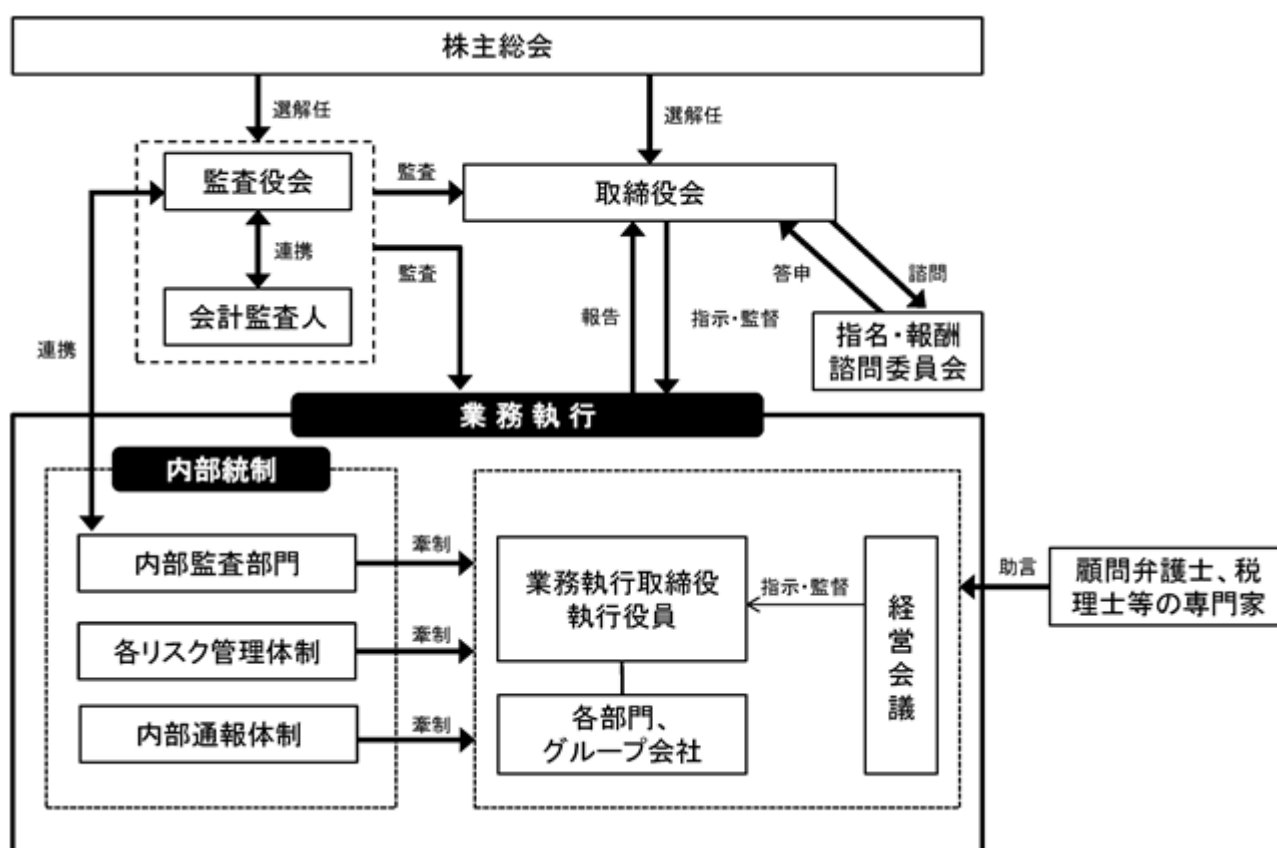 株主総会
選解任
選解任
監査役会
監査
取締役会
連携
監査
答申
諮問
会計監査人
報告
指示・監督
指名・報酬
諮問委員会
連携
業務執行
内部統制
内部監査部門
牽制
業務執行取締役
執行役員
指示・監督
経営会議
助言
顧問弁護士、税
理士等の専門家
各リスク管理体制
牽制
内部通報体制
牽制
各部門、
グループ会社